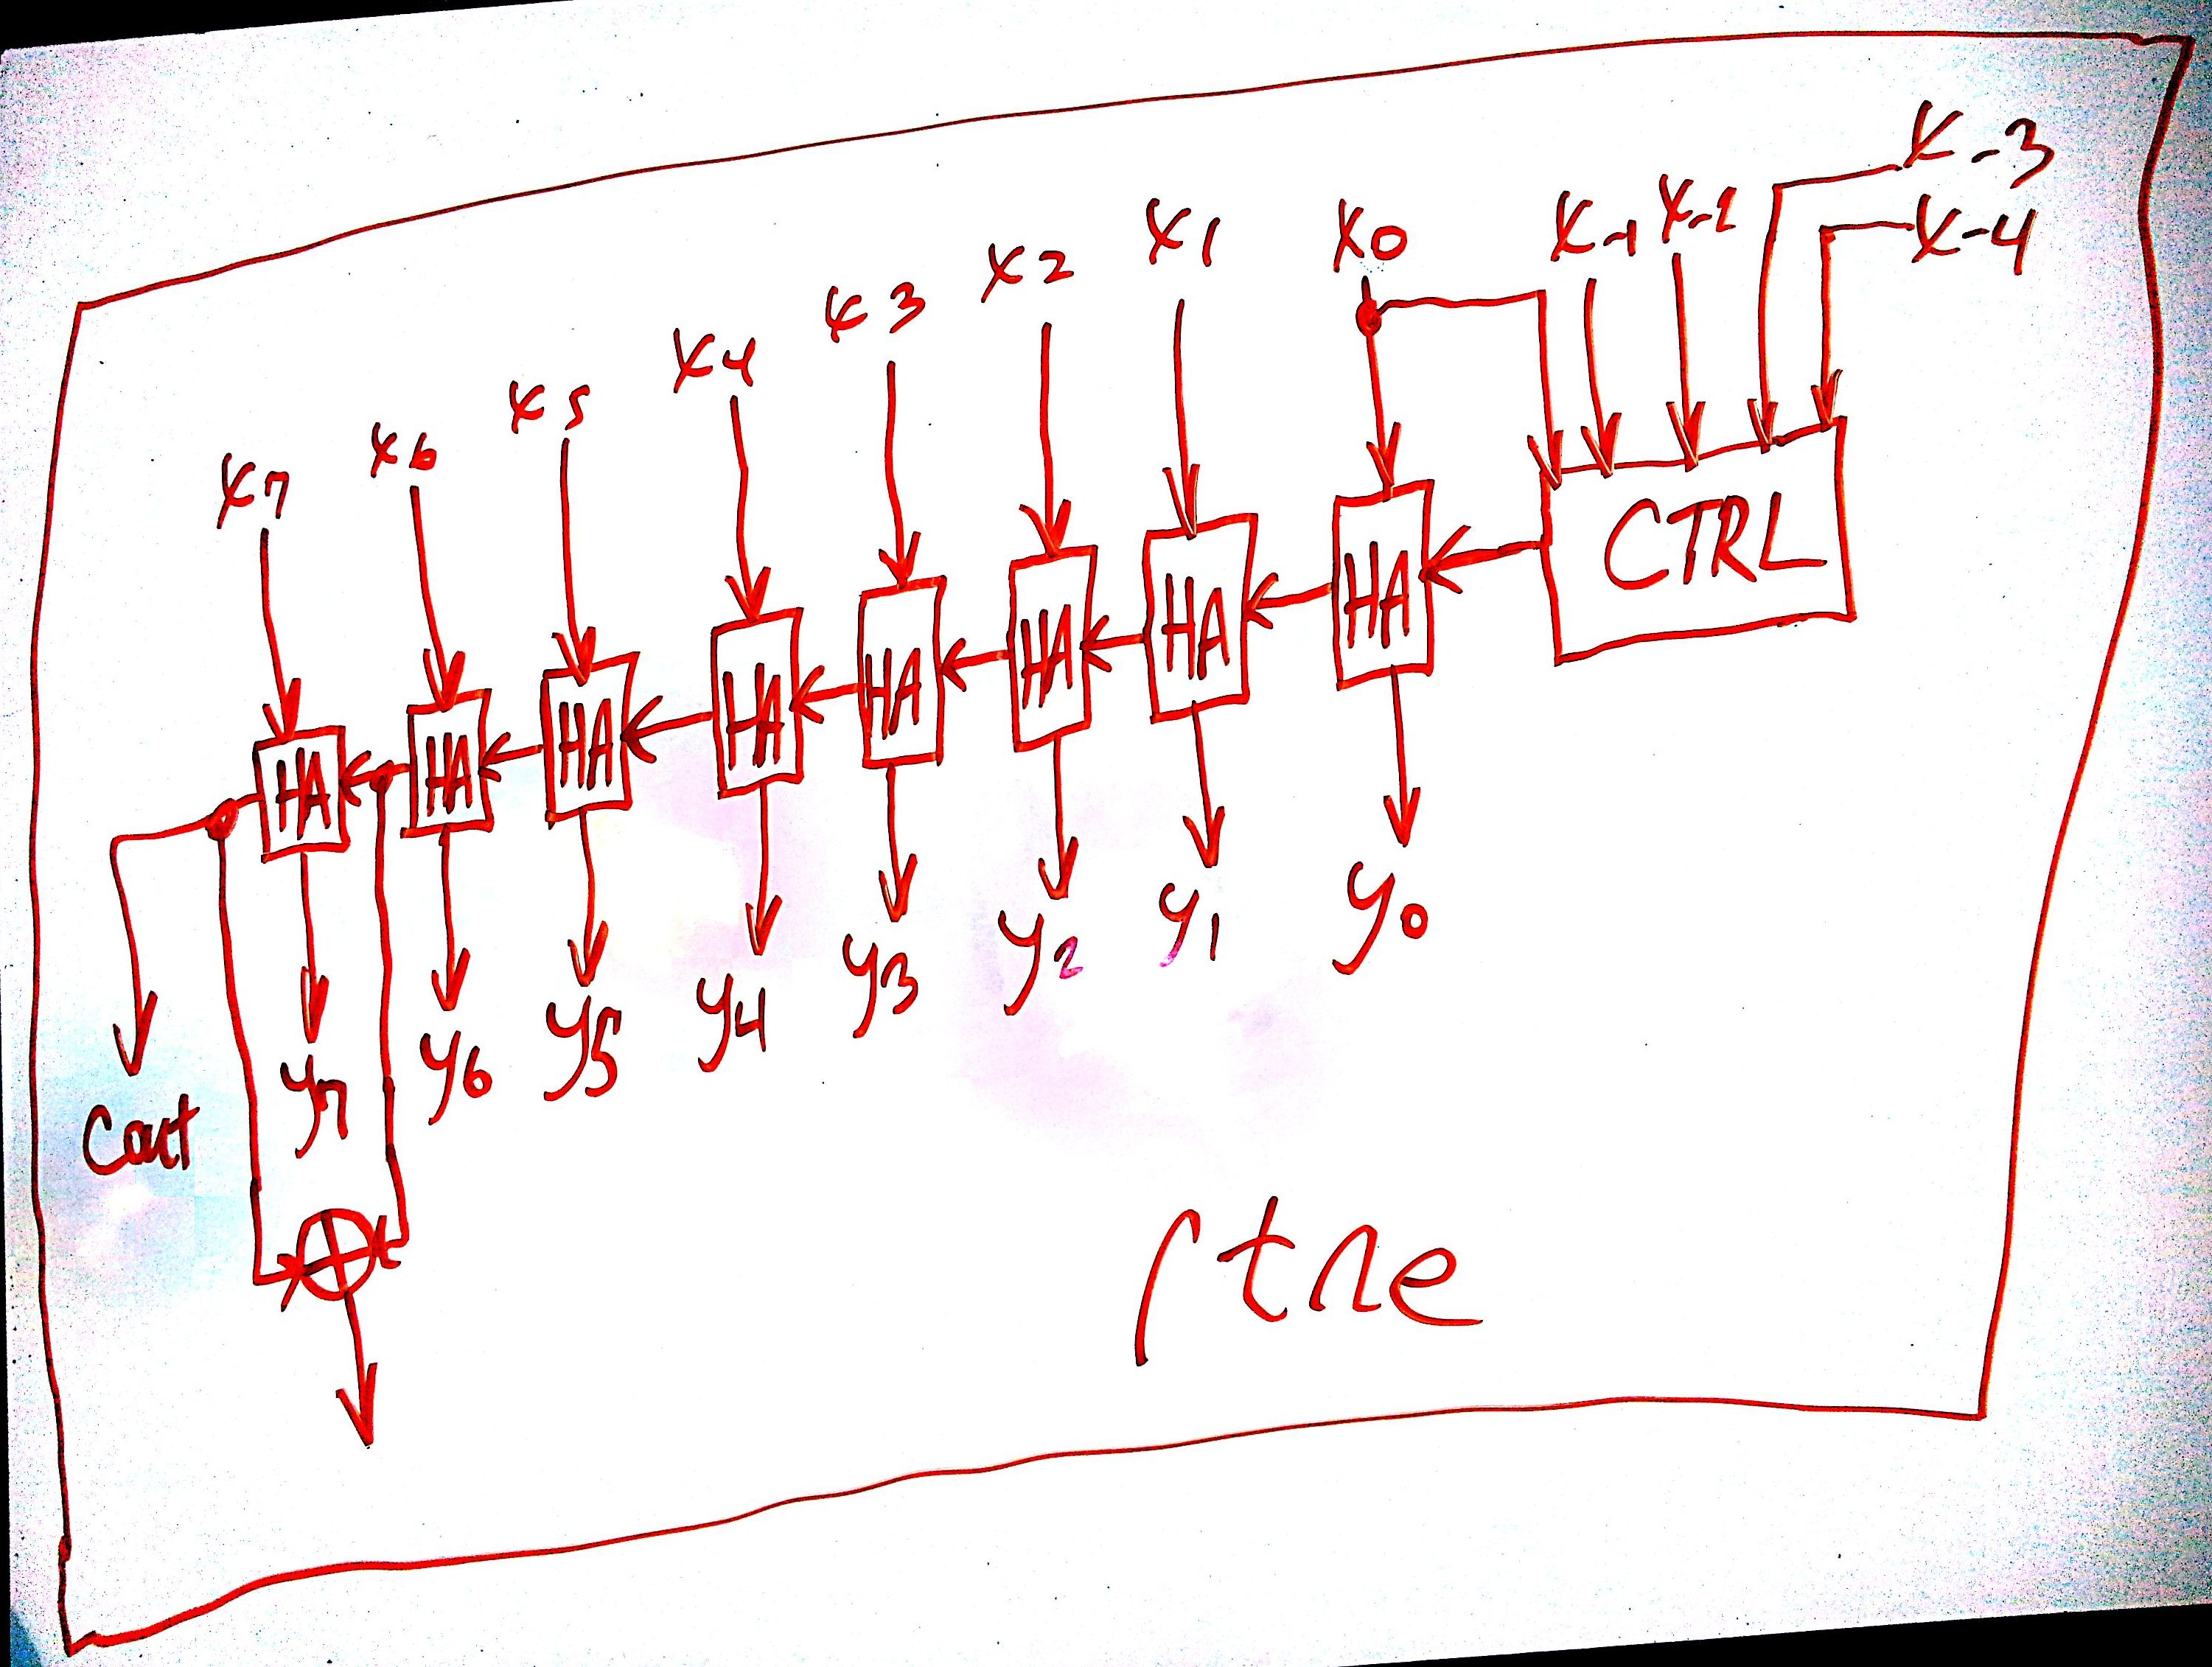 x-3
x7 x6 x5 x4 x3 x2 x1 x0 x-1 x-2 x-4
HA HA HA HA HA HA HA HA CTRL
y7 y6 y5 y4 y3 y2 y1 y0
Cout
rtne